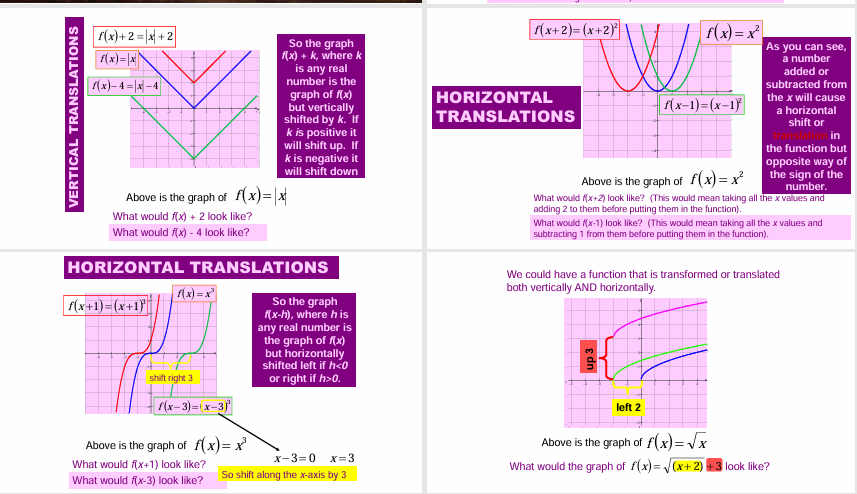 VERTICAL TRANSLATIONS
f(x)+2=|x|+2
f(x)=|x|
f(x)-4=|x|-4
So the graph
f(x) + k, where k
is any real
number is the
graph of f(x)
but vertically
shifted by k. If
k is positive it
will shift up. If
k is negative it
will shift down
Above is the graph of f(x)=|x|
What would f(x) + 2 look like?
What would f(x) - 4 look like?
f(x+2)=(x+2)²
f(x)=x²
f(x-1)=(x-1)²
HORIZONTAL
TRANSLATIONS
As you can see,
a number
added or
subtracted from
the x will cause
a horizontal
shift or
translation in
the function but
opposite way of
the sign of the
number.
Above is the graph of f(x)=x²
What would f(x+2) look like? (This would mean taking all the x values and
adding 2 to them before putting them in the function).
What would f(x-1) look like? (This would mean taking all the x values and
subtracting 1 from them before putting them in the function).
HORIZONTAL TRANSLATIONS
f(x+1)=(x+1)³
f(x)=x³
shift right 3
f(x-3)=(x-3)³
So the graph
f(x-h), where h is
any real number is
the graph of f(x)
but horizontally
shifted left if h<0
or right if h>0.
Above is the graph of f(x)=x³
x-3=0 x=3
What would f(x+1) look like?
What would f(x-3) look like?
So shift along the x-axis by 3
We could have a function that is transformed or translated
both vertically AND horizontally.
up 3
left 2
Above is the graph of f(x)=√x
What would the graph of f(x)=√(x+2)+3 look like?